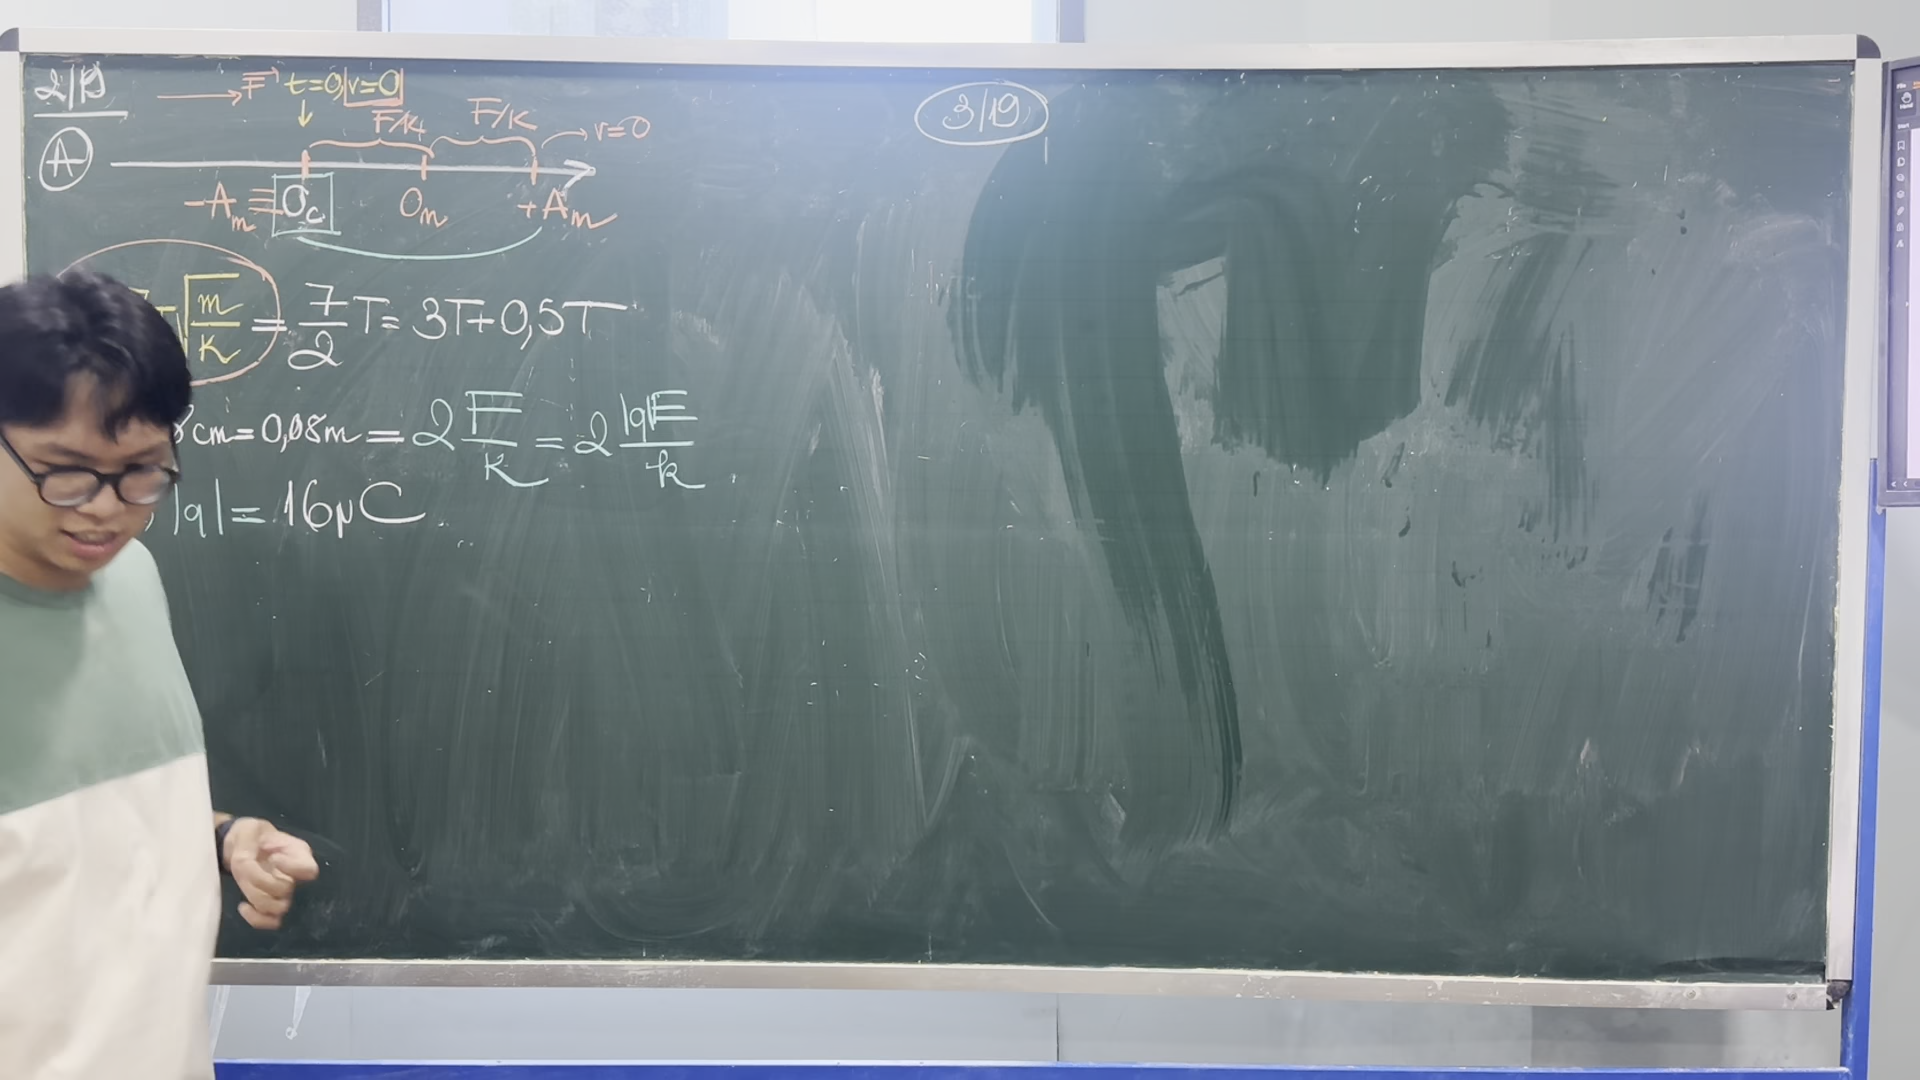 2/19
F t=0 v=0
F/K F/K v=0
A
-Am ≡ Oc Om +Am
√m/K = 7/2 T = 3T+0,5T
cm = 0,08m = 2 F/K = 2 |q|E/k
|q| = 16μC
3/19